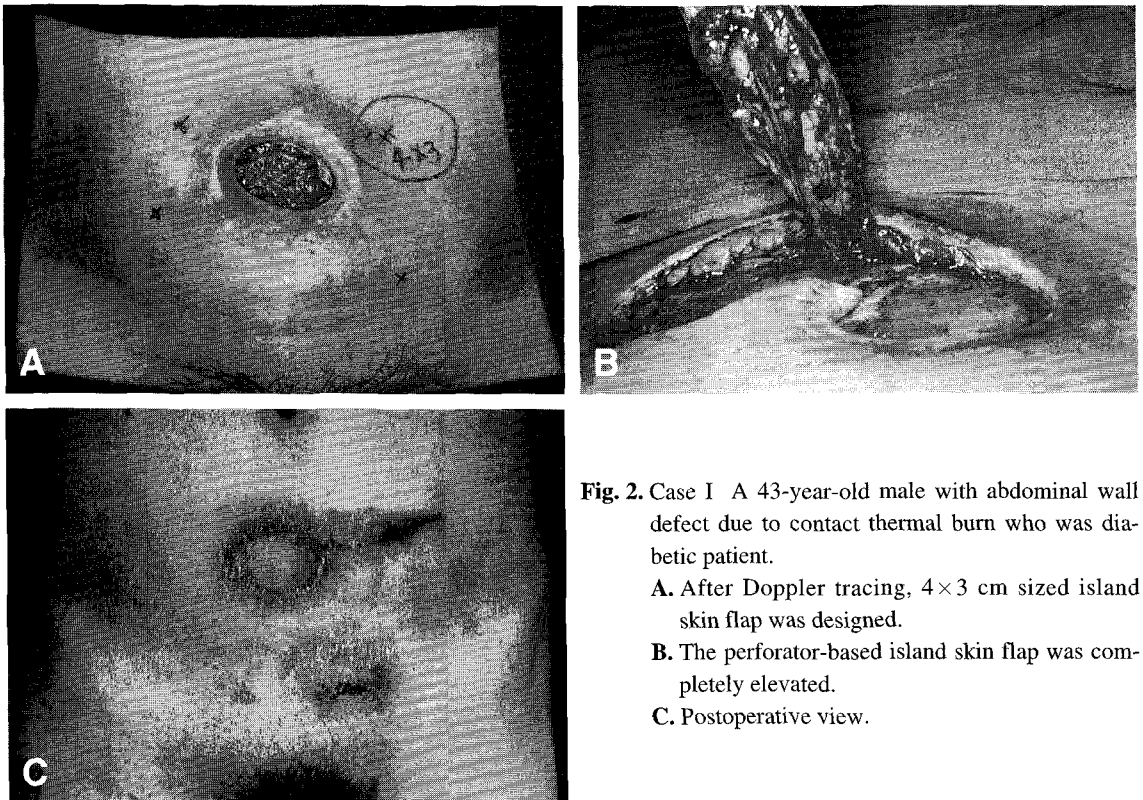 4x3
A
B
C
Fig. 2. Case I A 43-year-old male with abdominal wall
defect due to contact thermal burn who was dia-
betic patient.
A. After Doppler tracing, 4×3 cm sized island
skin flap was designed.
B. The perforator-based island skin flap was com-
pletely elevated.
C. Postoperative view.